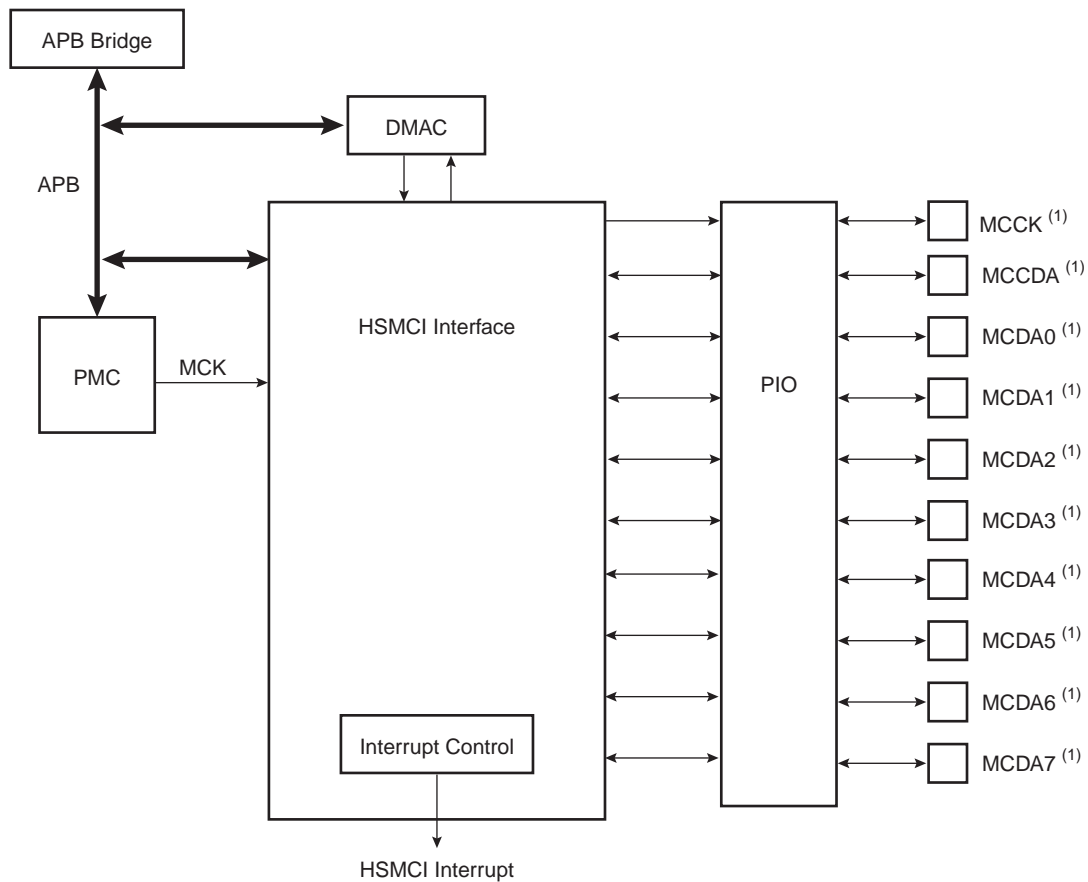 APB Bridge
DMAC
APB
MCCK (1)
MCCDA (1)
HSMCI Interface
MCDA0 (1)
PMC
MCK
PIO
MCDA1 (1)
MCDA2 (1)
MCDA3 (1)
MCDA4 (1)
MCDA5 (1)
MCDA6 (1)
Interrupt Control
MCDA7 (1)
HSMCI Interrupt